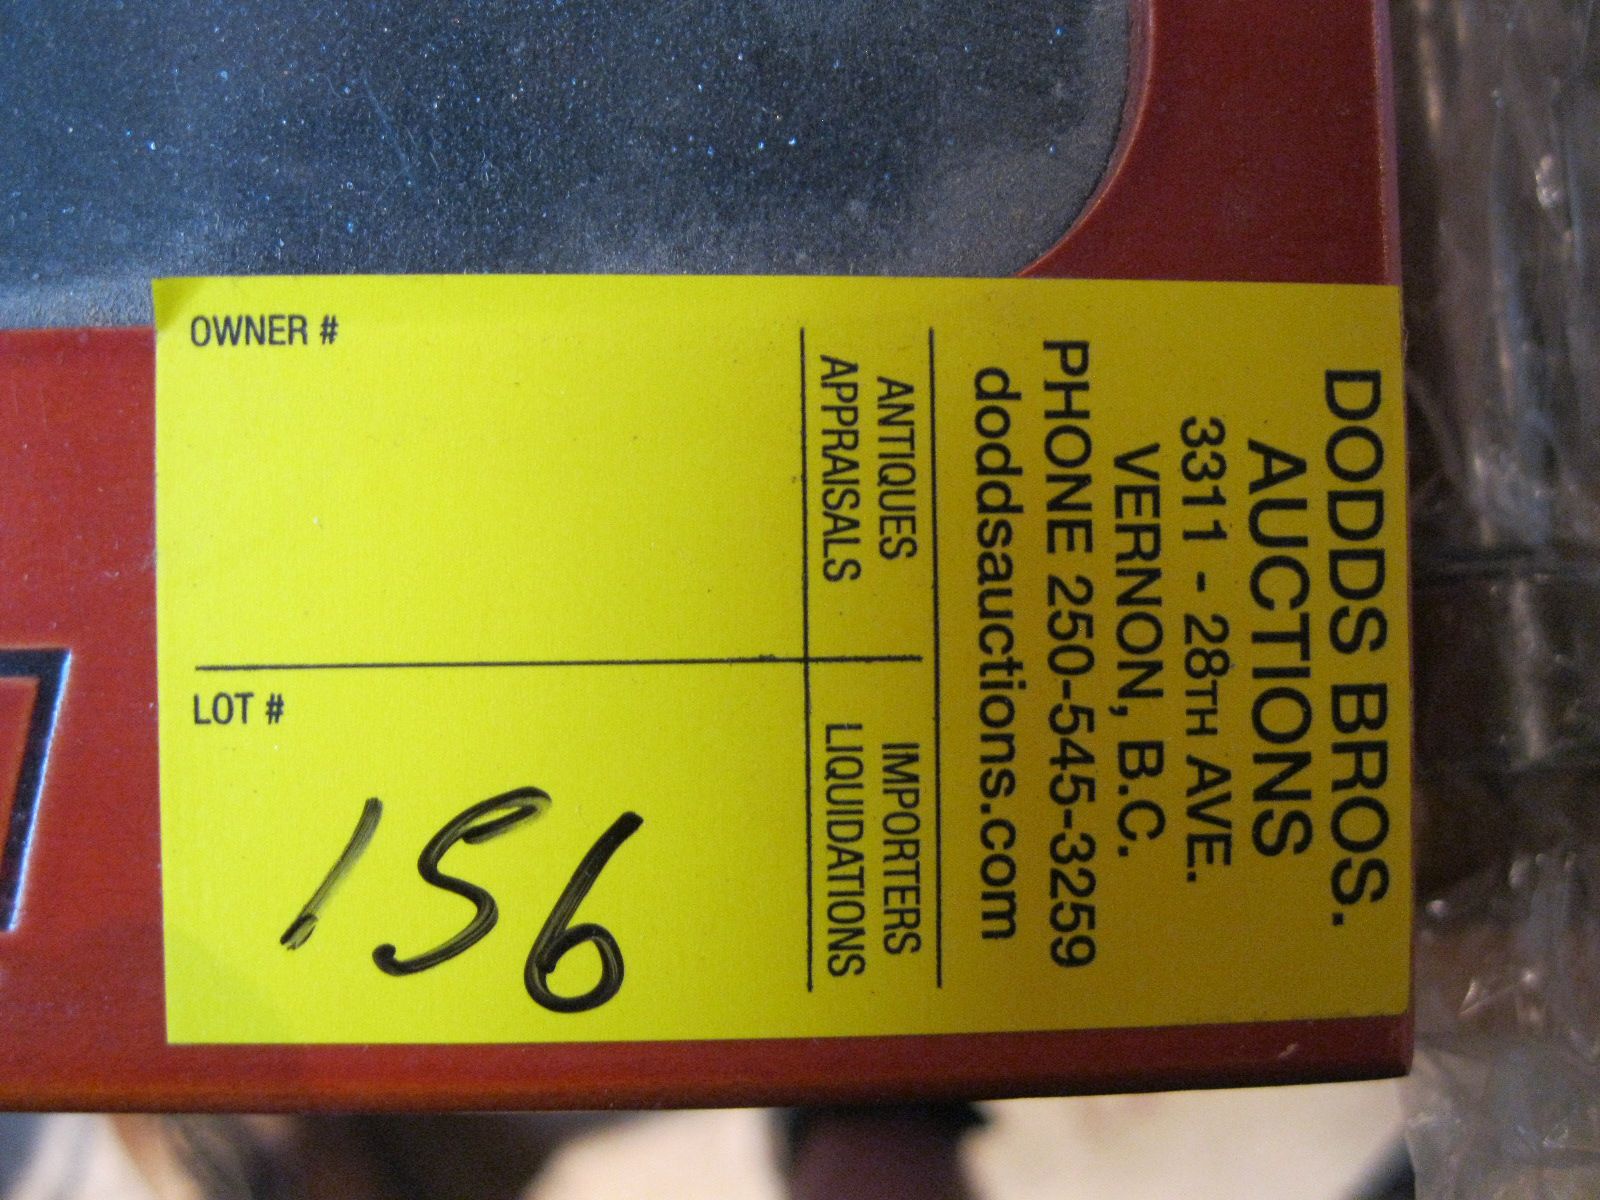 DODDS BROS.
AUCTIONS
3311 - 28TH AVE.
VERNON, B.C.
PHONE 250-545-3259
doddsauctions.com
ANTIQUES
APPRAISALS
IMPORTERS
LIQUIDATIONS
OWNER #
LOT #
156